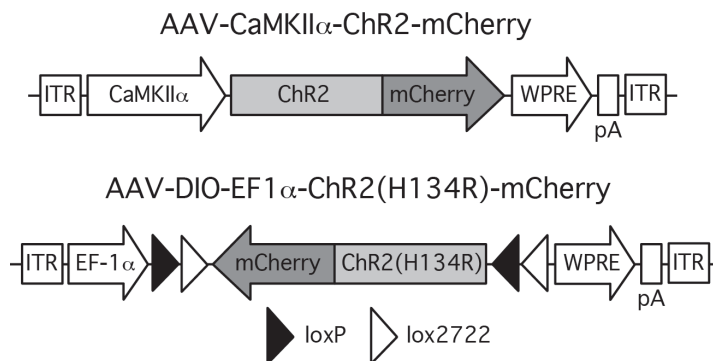 AAV-CaMKIIα-ChR2-mCherry
ITR CaMKIIα ChR2 mCherry WPRE ITR
pA
AAV-DIO-EF1α-ChR2(H134R)-mCherry
ITR EF-1α mCherry ChR2(H134R) WPRE ITR
pA
loxP lox2722